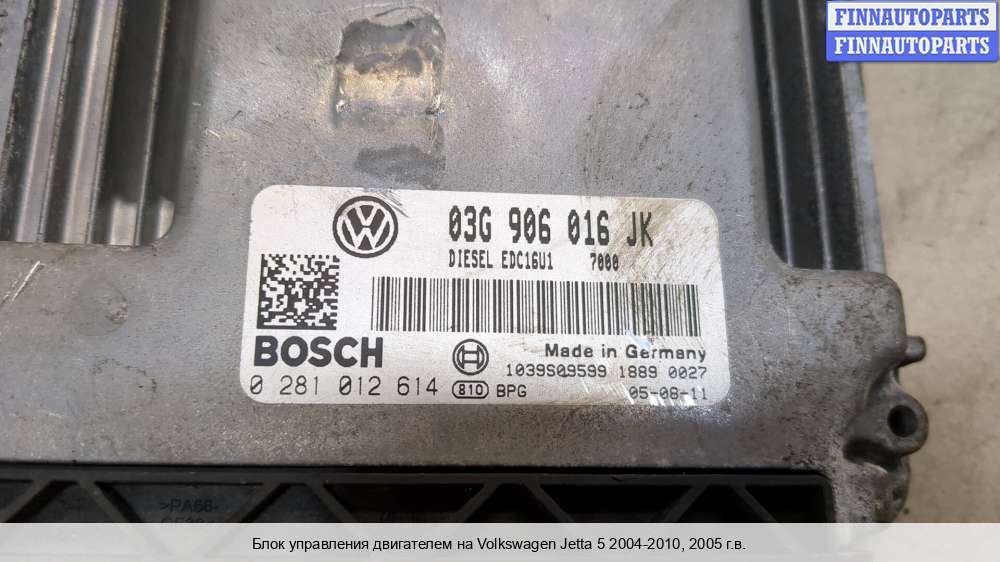 FINNAUTOPARTS
FINNAUTOPARTS
03G 906 016 JK
DIESEL EDC16U1 7000
BOSCH
Made in Germany
1039S09599 1889 0027
0 281 012 614 810 BPG 05-08-11
>PA66-
Блок управления двигателем на Volkswagen Jetta 5 2004-2010, 2005 г.в.